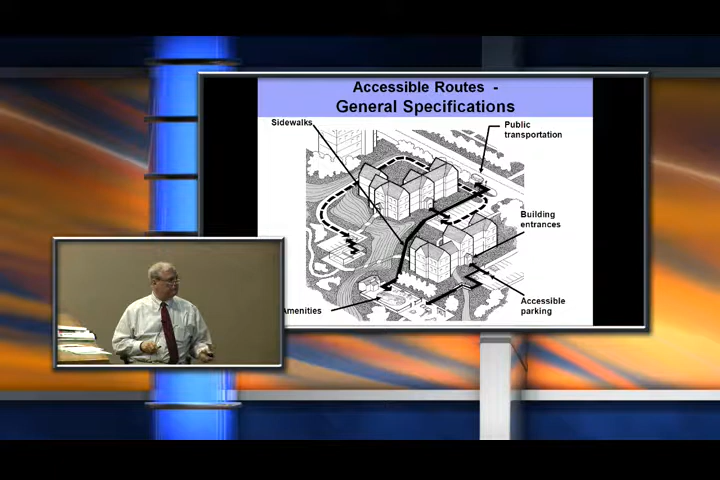 Accessible Routes -
General Specifications
Sidewalks
Public
transportation
Building
entrances
Accessible
parking
Amenities